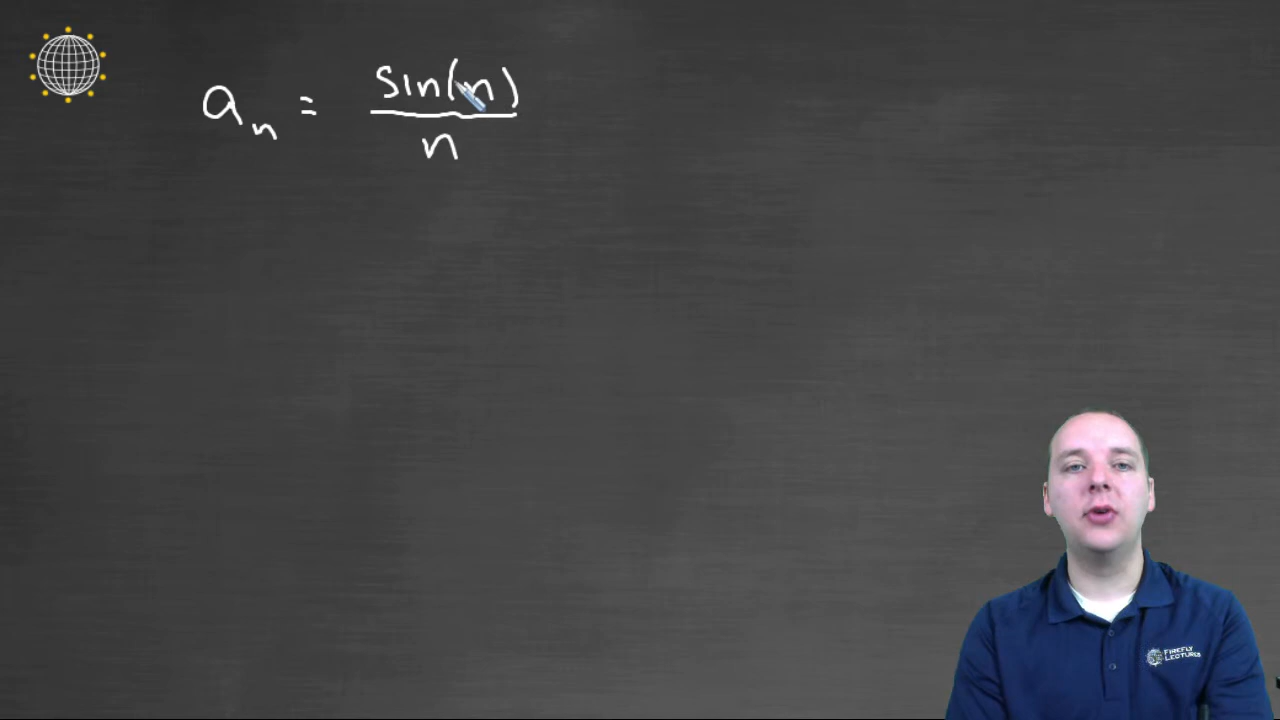 aₙ = sin(n)/n
FIREFLY
LECTURES